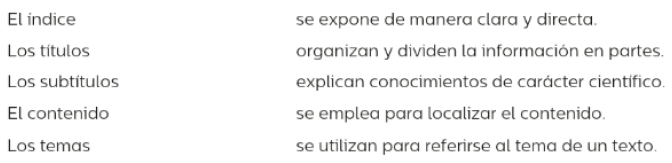 El índice se expone de manera clara y directa.
Los títulos organizan y dividen la información en partes.
Los subtítulos explican conocimientos de carácter científico.
El contenido se emplea para localizar el contenido.
Los temas se utilizan para referirse al tema de un texto.